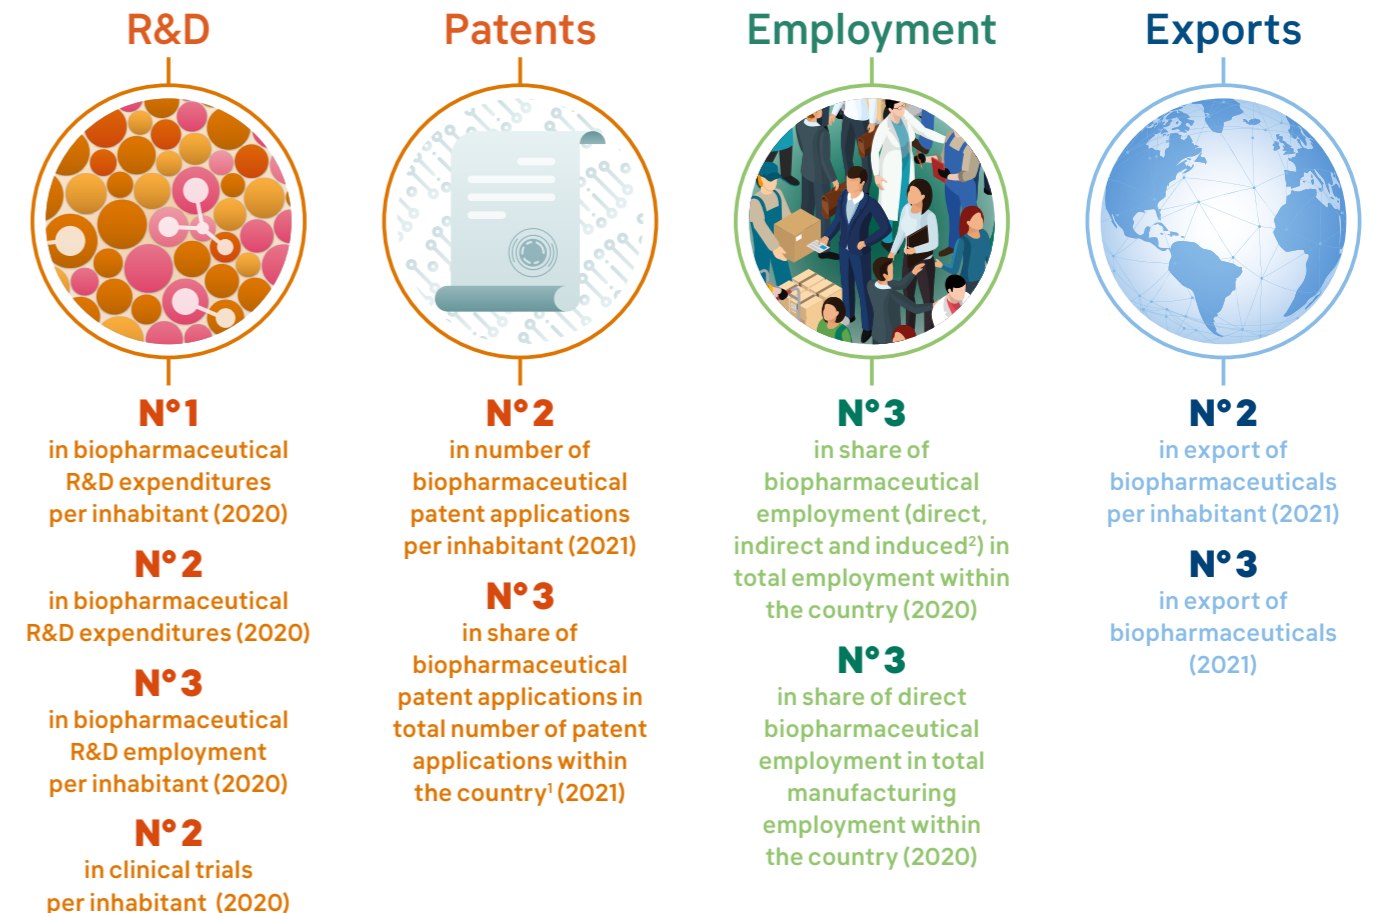 R&D
N° 1
in biopharmaceutical
R&D expenditures
per inhabitant (2020)
N° 2
in biopharmaceutical
R&D expenditures (2020)
N° 3
in biopharmaceutical
R&D employment
per inhabitant (2020)
N° 2
in clinical trials
per inhabitant (2020)
Patents
N° 2
in number of
biopharmaceutical
patent applications
per inhabitant (2021)
N° 3
in share of
biopharmaceutical
patent applications in
total number of patent
applications within
the country¹ (2021)
Employment
N° 3
in share of
biopharmaceutical
employment (direct,
indirect and induced²) in
total employment within
the country (2020)
N° 3
in share of direct
biopharmaceutical
employment in total
manufacturing
employment within
the country (2020)
Exports
N° 2
in export of
biopharmaceuticals
per inhabitant (2021)
N° 3
in export of
biopharmaceuticals
(2021)